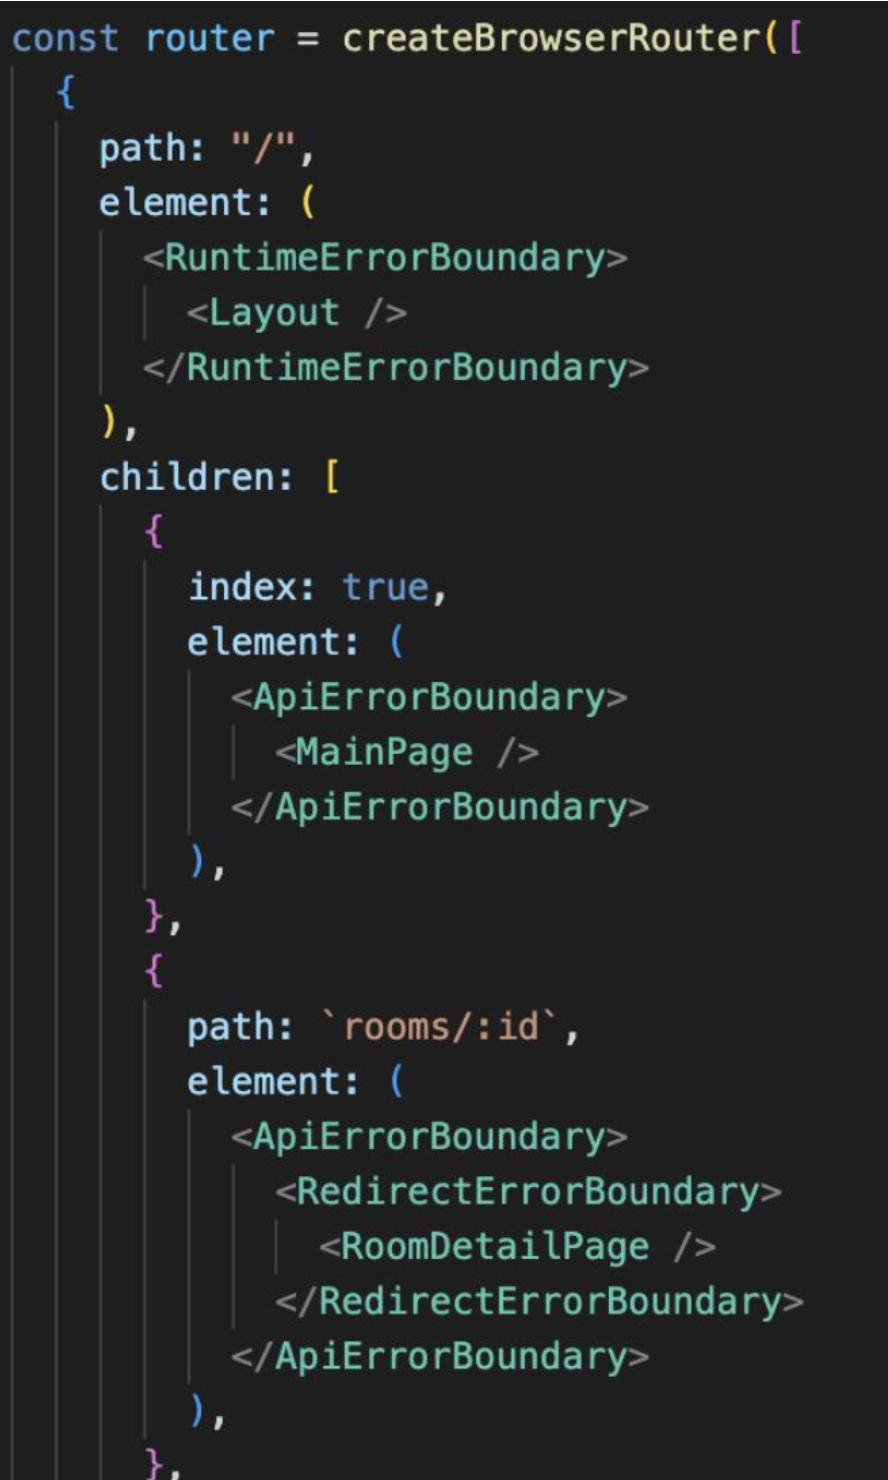 const router = createBrowserRouter([
{
path: "/",
element: (
<RuntimeErrorBoundary>
<Layout />
</RuntimeErrorBoundary>
),
children: [
{
index: true,
element: (
<ApiErrorBoundary>
<MainPage />
</ApiErrorBoundary>
),
},
{
path: `rooms/:id`,
element: (
<ApiErrorBoundary>
<RedirectErrorBoundary>
<RoomDetailPage />
</RedirectErrorBoundary>
</ApiErrorBoundary>
),
},